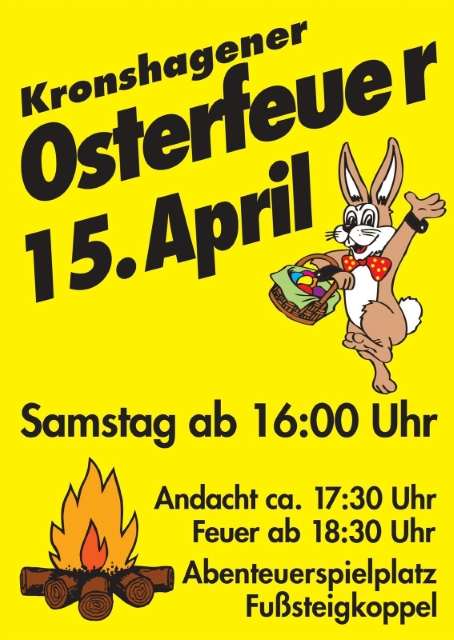 Kronshagener
Osterfeuer
15. April
Samstag ab 16:00 Uhr
Andacht ca. 17:30 Uhr
Feuer ab 18:30 Uhr
Abenteuerspielplatz
Fußsteigkoppel